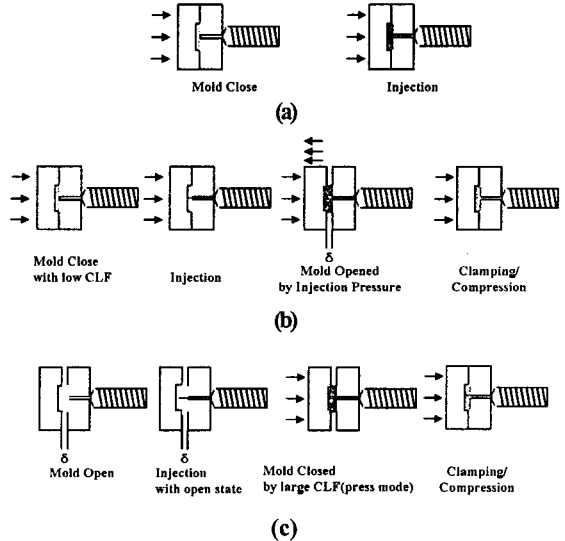 Mold Close
Injection
(a)
δ
Mold Close
with low CLF
Injection
Mold Opened
by Injection Pressure
Clamping/
Compression
(b)
δ
δ
Mold Open
Injection
with open state
Mold Closed
by large CLF(press mode)
Clamping/
Compression
(c)